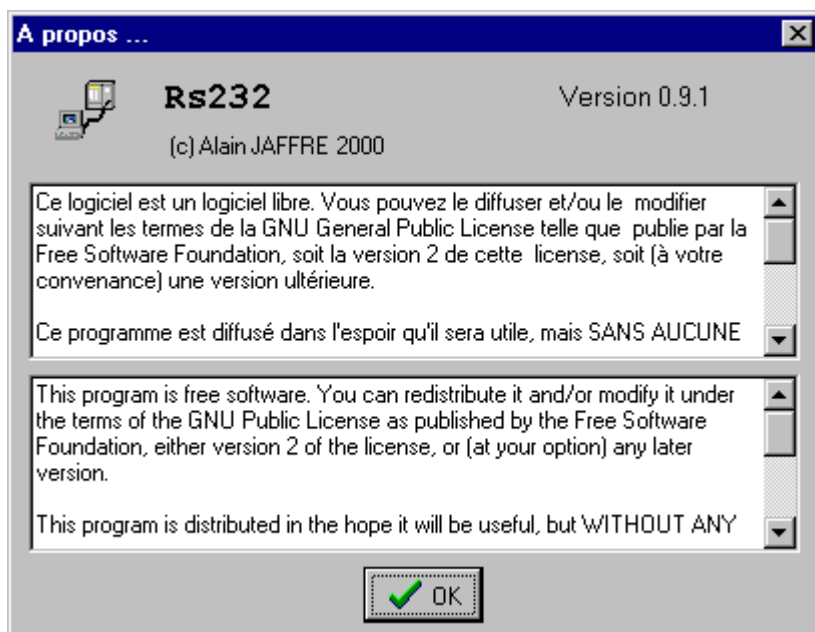 A propos ...
Rs232
Version 0.9.1
(c) Alain JAFFRE 2000
Ce logiciel est un logiciel libre. Vous pouvez le diffuser et/ou le  modifier
suivant les termes de la GNU General Public License telle que  publie par la
Free Software Foundation, soit la version 2 de cette  license, soit (à votre
convenance) une version ultérieure.
Ce programme est diffusé dans l'espoir qu'il sera utile, mais SANS AUCUNE
This program is free software. You can redistribute it and/or modify it under
the terms of the GNU Public License as published by the Free Software
Foundation, either version 2 of the license, or (at your option) any later
version.
This program is distributed in the hope it will be useful, but WITHOUT ANY
OK